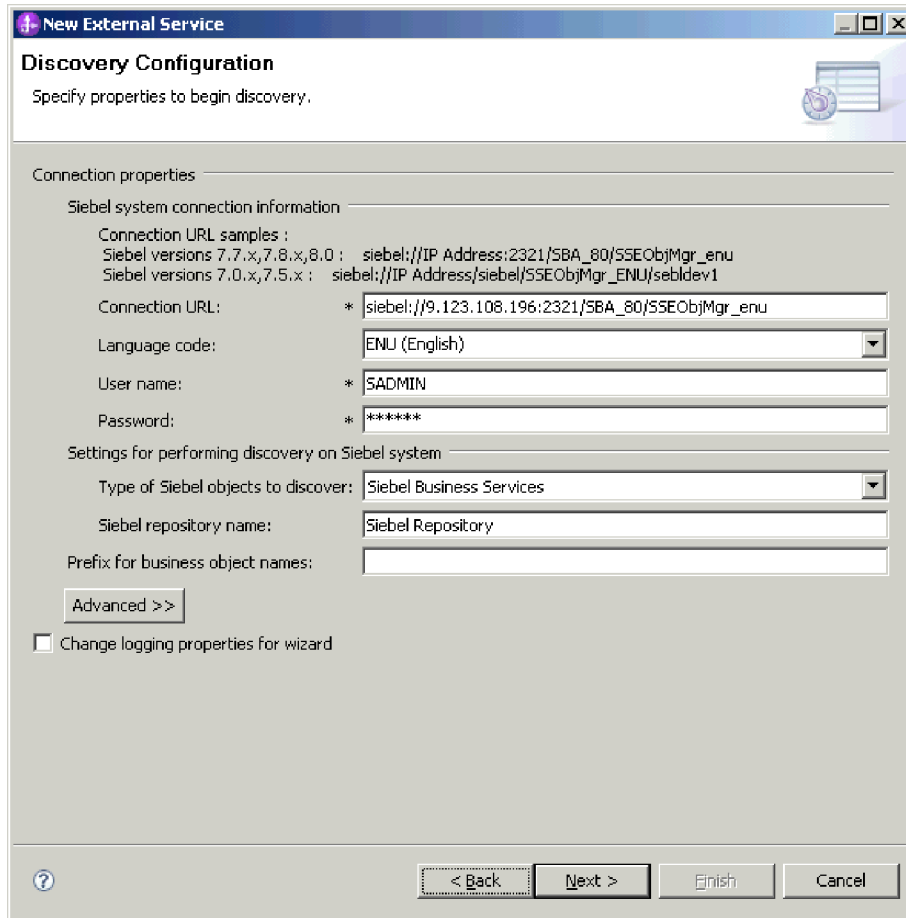 New External Service
Discovery Configuration
Specify properties to begin discovery.
Connection properties
Siebel system connection information
Connection URL samples :
Siebel versions 7.7.x,7.8.x,8.0 : siebel://IP Address:2321/SBA_80/SSEObjMgr_enu
Siebel versions 7.0.x,7.5.x : siebel://IP Address/siebel/SSEObjMgr_ENU/sebldev1
Connection URL: * siebel://9.123.108.196:2321/SBA_80/SSEObjMgr_enu
Language code: ENU (English)
User name: * SADMIN
Password: * ******
Settings for performing discovery on Siebel system
Type of Siebel objects to discover: Siebel Business Services
Siebel repository name: Siebel Repository
Prefix for business object names:
Advanced >>
Change logging properties for wizard
? < Back Next > Finish Cancel